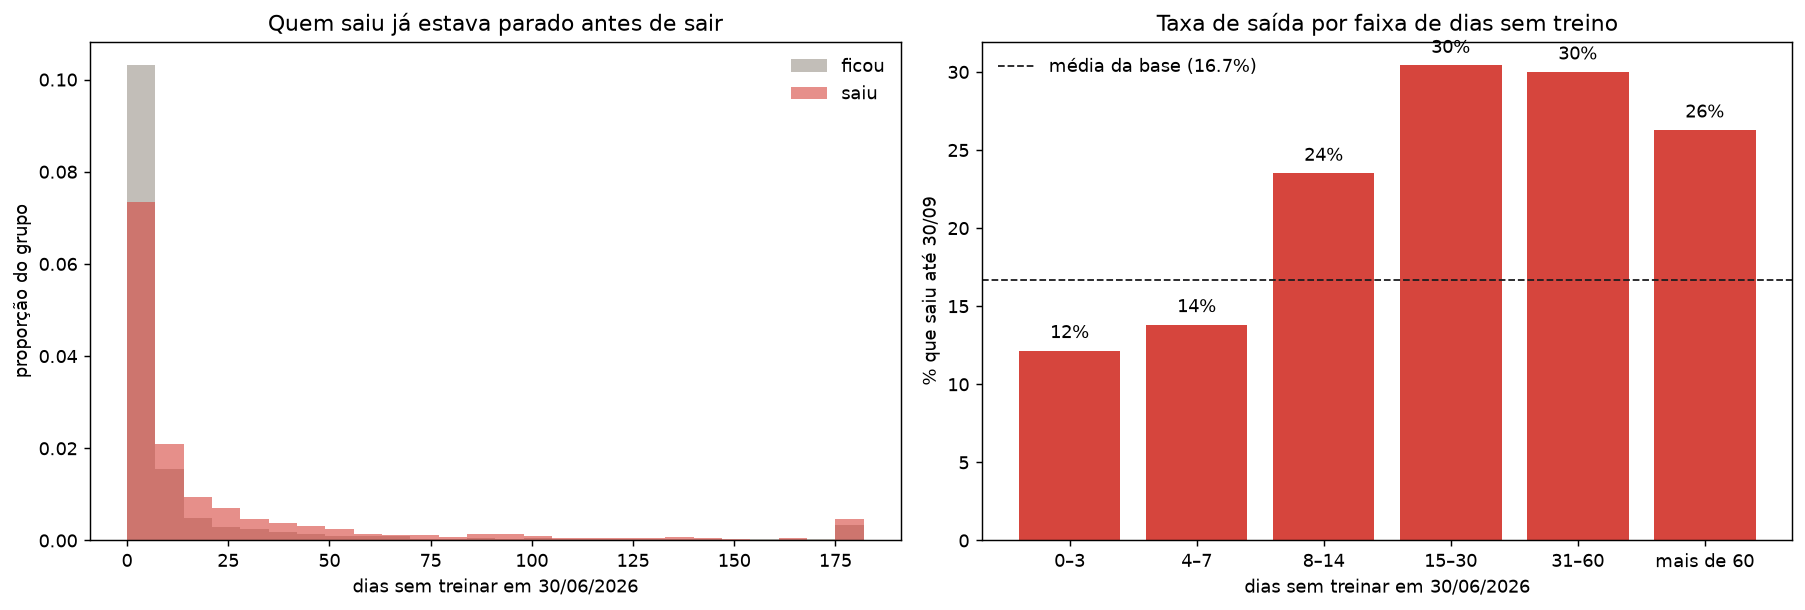 Quem saiu já estava parado antes de sair
ficou
saiu
proporção do grupo
0.10
0.08
0.06
0.04
0.02
0.00
0 25 50 75 100 125 150 175
dias sem treinar em 30/06/2026
Taxa de saída por faixa de dias sem treino
média da base (16.7%)
% que saiu até 30/09
30
25
20
15
10
5
0
12%
14%
24%
30%
30%
26%
0–3 4–7 8–14 15–30 31–60 mais de 60
dias sem treinar em 30/06/2026